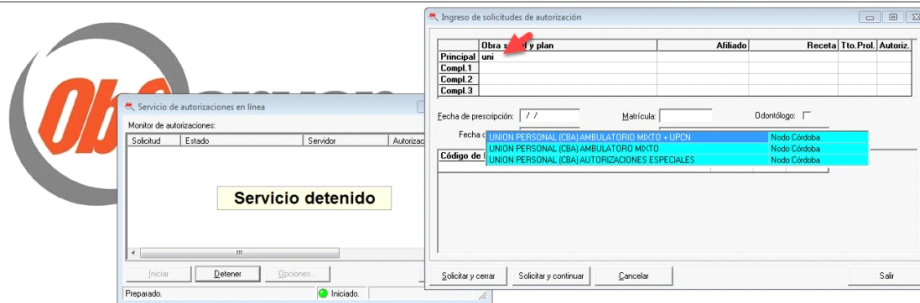 Ingreso de solicitudes de autorización
Obra social y plan Afiliado Receta Tto.Prol. Autoriz.
Principal uni
Compl.1
Compl.2
Compl.3
Fecha de prescripción: / / Matrícula: Odontólogo:
Fecha
UNION PERSONAL (CBA) AMBULATORIO MIXTO + UPCN Nodo Córdoba
UNION PERSONAL (CBA) AMBULATORIO MIXTO Nodo Córdoba
UNION PERSONAL (CBA) AUTORIZACIONES ESPECIALES Nodo Córdoba
Código de
Solicitar y cerrar Solicitar y continuar Cancelar Salir
Servicio de autorizaciones en línea
Monitor de autorizaciones:
Solicitud Estado Servidor Autorizac
Servicio detenido
Iniciar Detener Opciones...
Preparado. Iniciado.